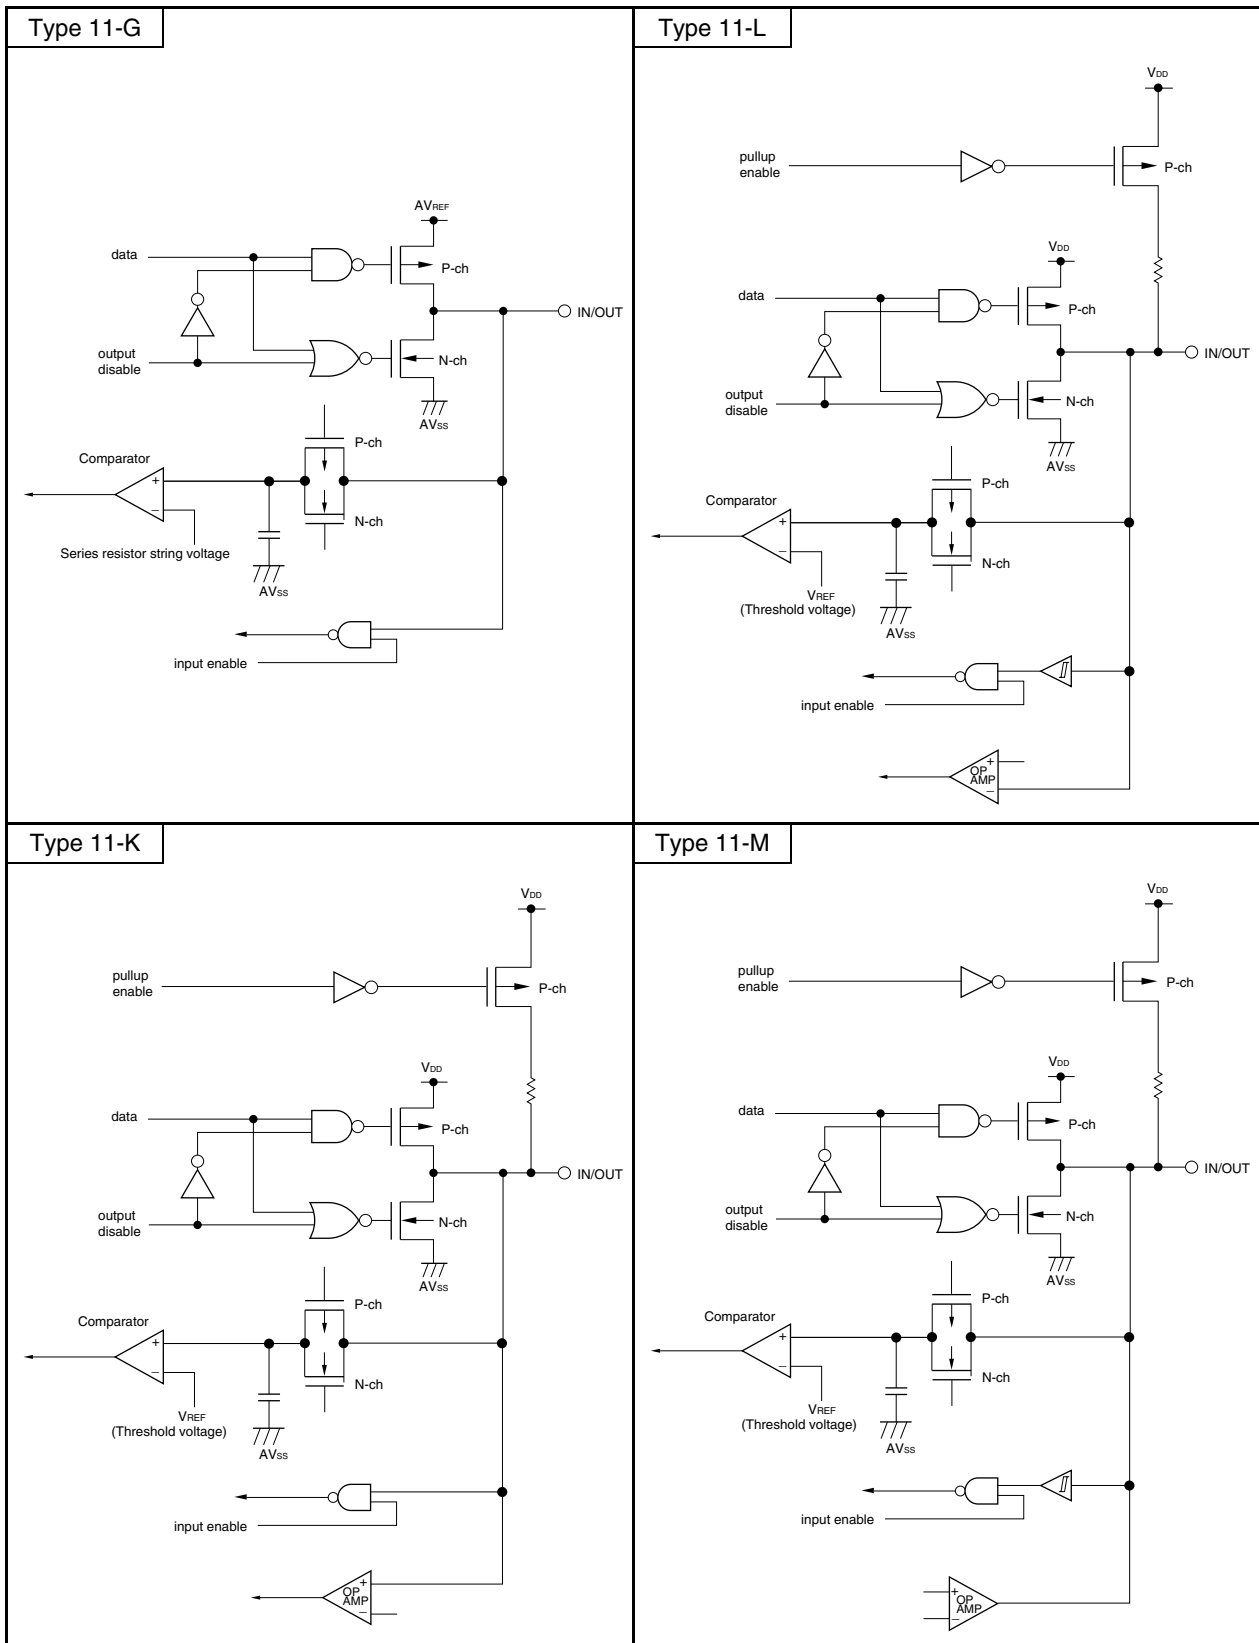 Type 11-G
AVREF
data
P-ch
IN/OUT
output
disable
N-ch
AVSS
P-ch
Comparator
+
–
N-ch
Series resistor string voltage
AVSS
input enable
Type 11-L
VDD
pullup
enable
P-ch
VDD
data
P-ch
IN/OUT
output
disable
N-ch
AVSS
P-ch
Comparator
+
–
N-ch
VREF
(Threshold voltage)
AVSS
input enable
+
OP
AMP
–
Type 11-K
VDD
pullup
enable
P-ch
VDD
data
P-ch
IN/OUT
output
disable
N-ch
AVSS
P-ch
Comparator
+
–
N-ch
VREF
(Threshold voltage)
AVSS
input enable
+
OP
AMP
–
Type 11-M
VDD
pullup
enable
P-ch
VDD
data
P-ch
IN/OUT
output
disable
N-ch
AVSS
P-ch
Comparator
+
–
N-ch
VREF
(Threshold voltage)
AVSS
input enable
+
OP
AMP
–